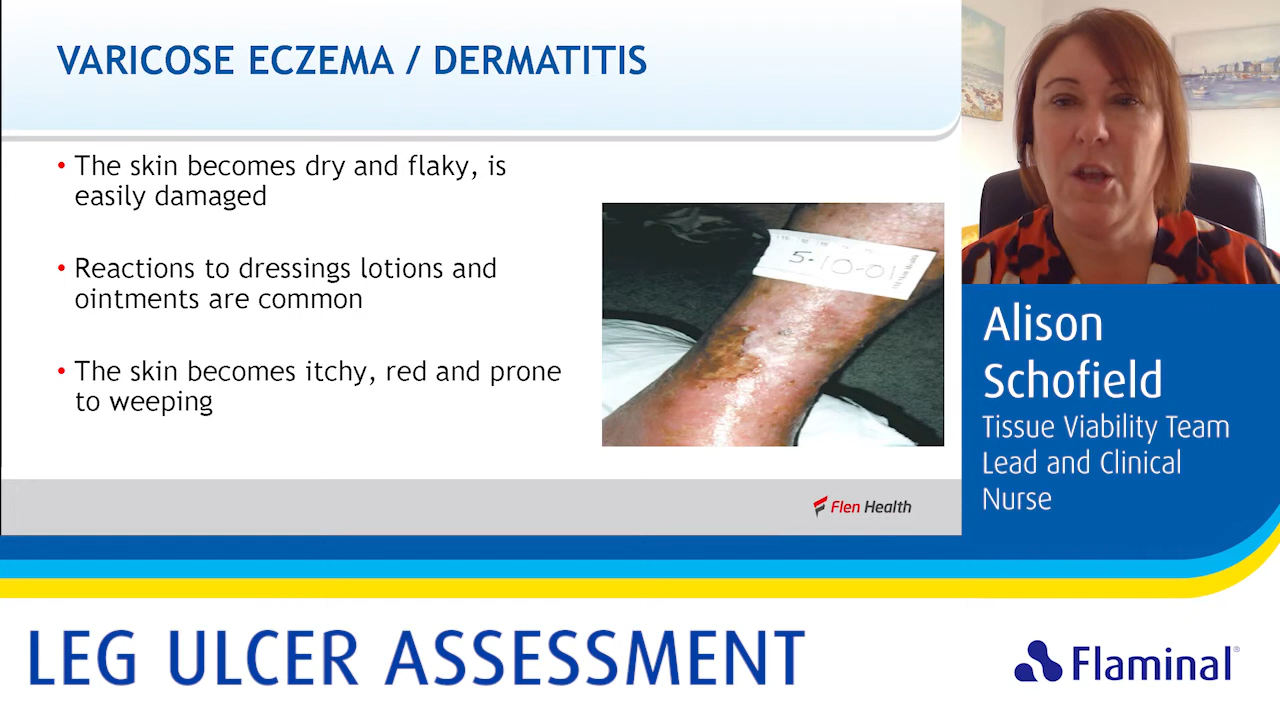 VARICOSE ECZEMA / DERMATITIS
• The skin becomes dry and flaky, is
easily damaged
• Reactions to dressings lotions and
ointments are common
• The skin becomes itchy, red and prone
to weeping
5-10-01
Flen Health
Alison
Schofield
Tissue Viability Team
Lead and Clinical
Nurse
LEG ULCER ASSESSMENT
Flaminal®